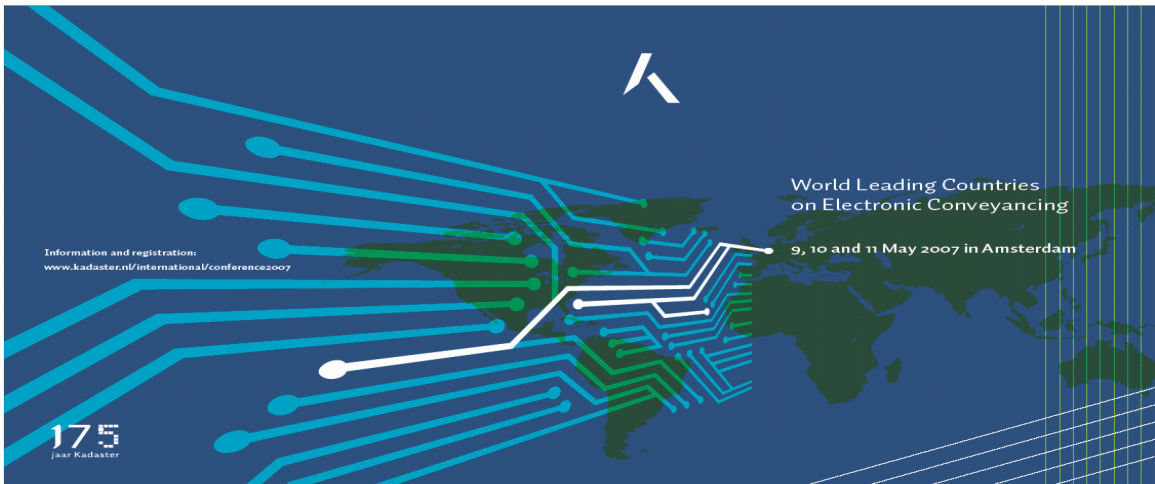 World Leading Countries
on Electronic Conveyancing
9, 10 and 11 May 2007 in Amsterdam
Information and registration:
www.kadaster.nl/international/conference2007
175
jaar Kadaster